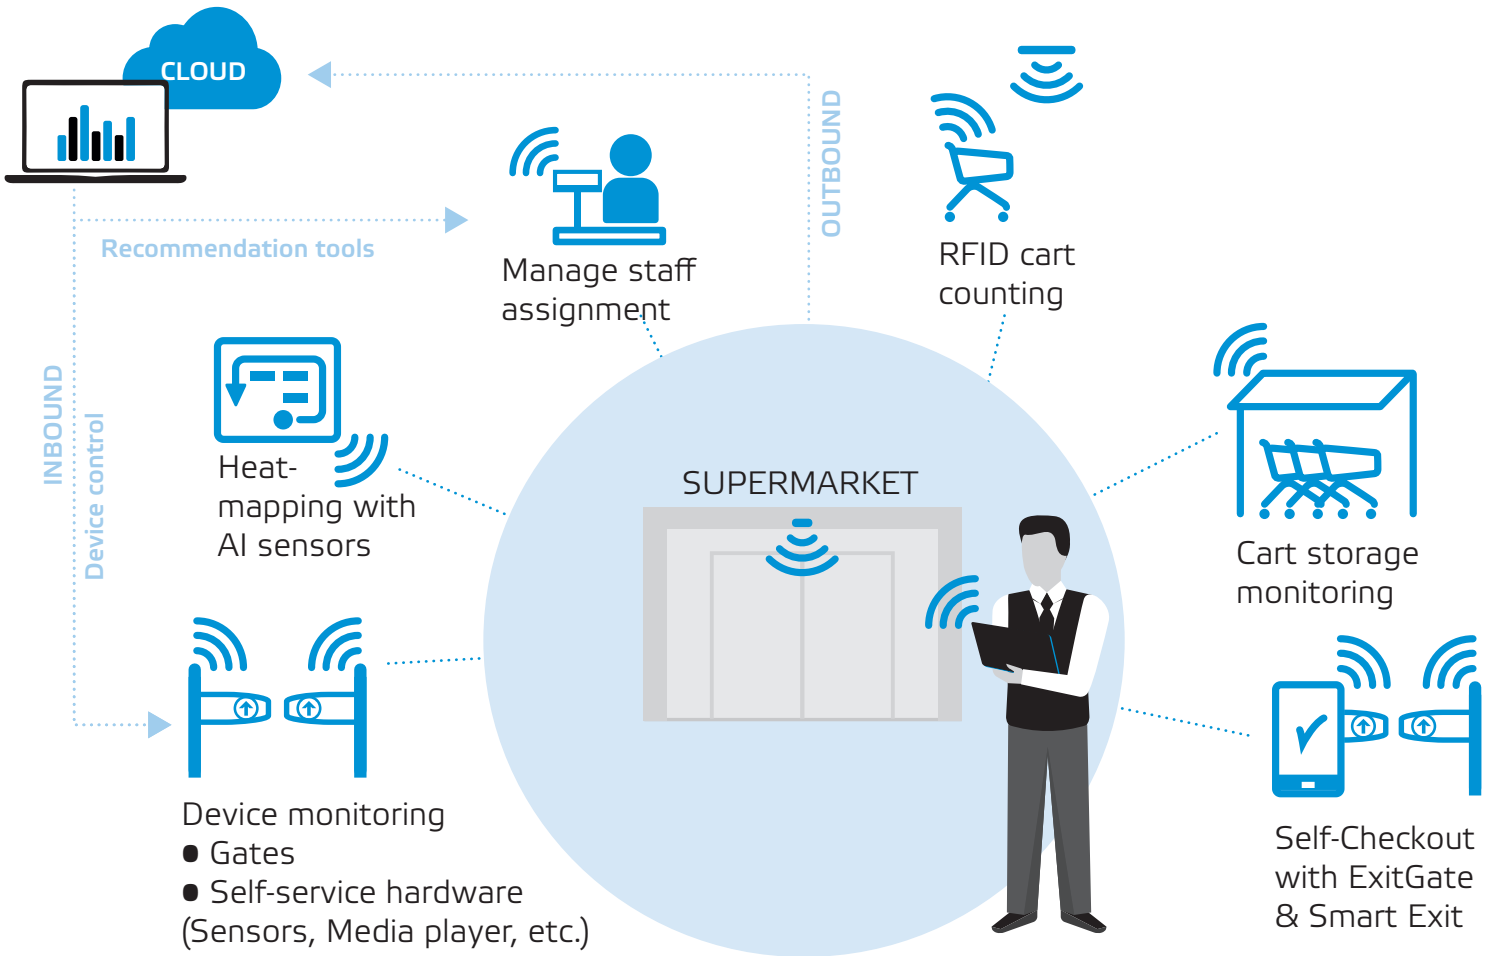 CLOUD
OUTBOUND
Recommendation tools
Manage staff
assignment
RFID cart
counting
INBOUND
Device control
Heat-
mapping with
AI sensors
SUPERMARKET
Cart storage
monitoring
Device monitoring
• Gates
• Self-service hardware
(Sensors, Media player, etc.)
Self-Checkout
with ExitGate
& Smart Exit